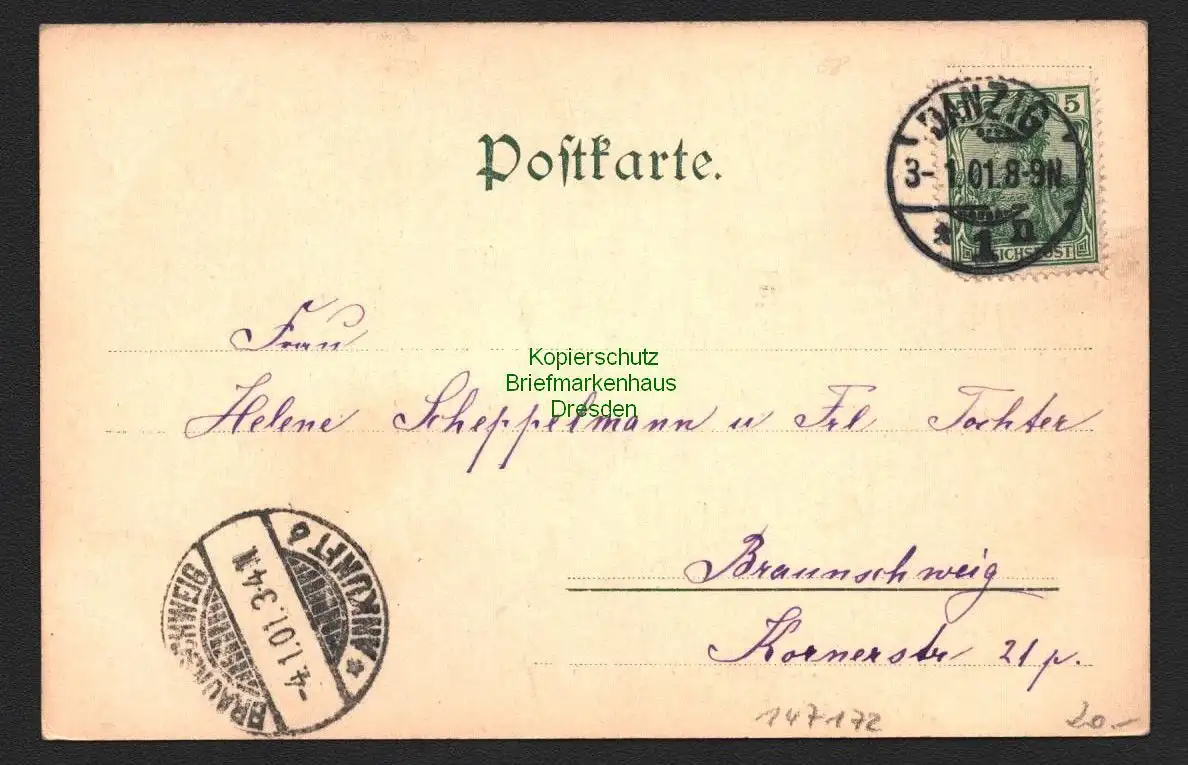 Postkarte.
5
DANZIG
3-1.01.8-9N
* 1 n
REICHSPOST
Frau
Kopierschutz
Briefmarkenhaus
Dresden
Helene Scheppelmann u Frl Tochter
BRAUNSCHWEIG
-4.1.01.3-4N
* ANKUNFT 6
Braunschweig
Kornerstr 21 p.
147172
20.-